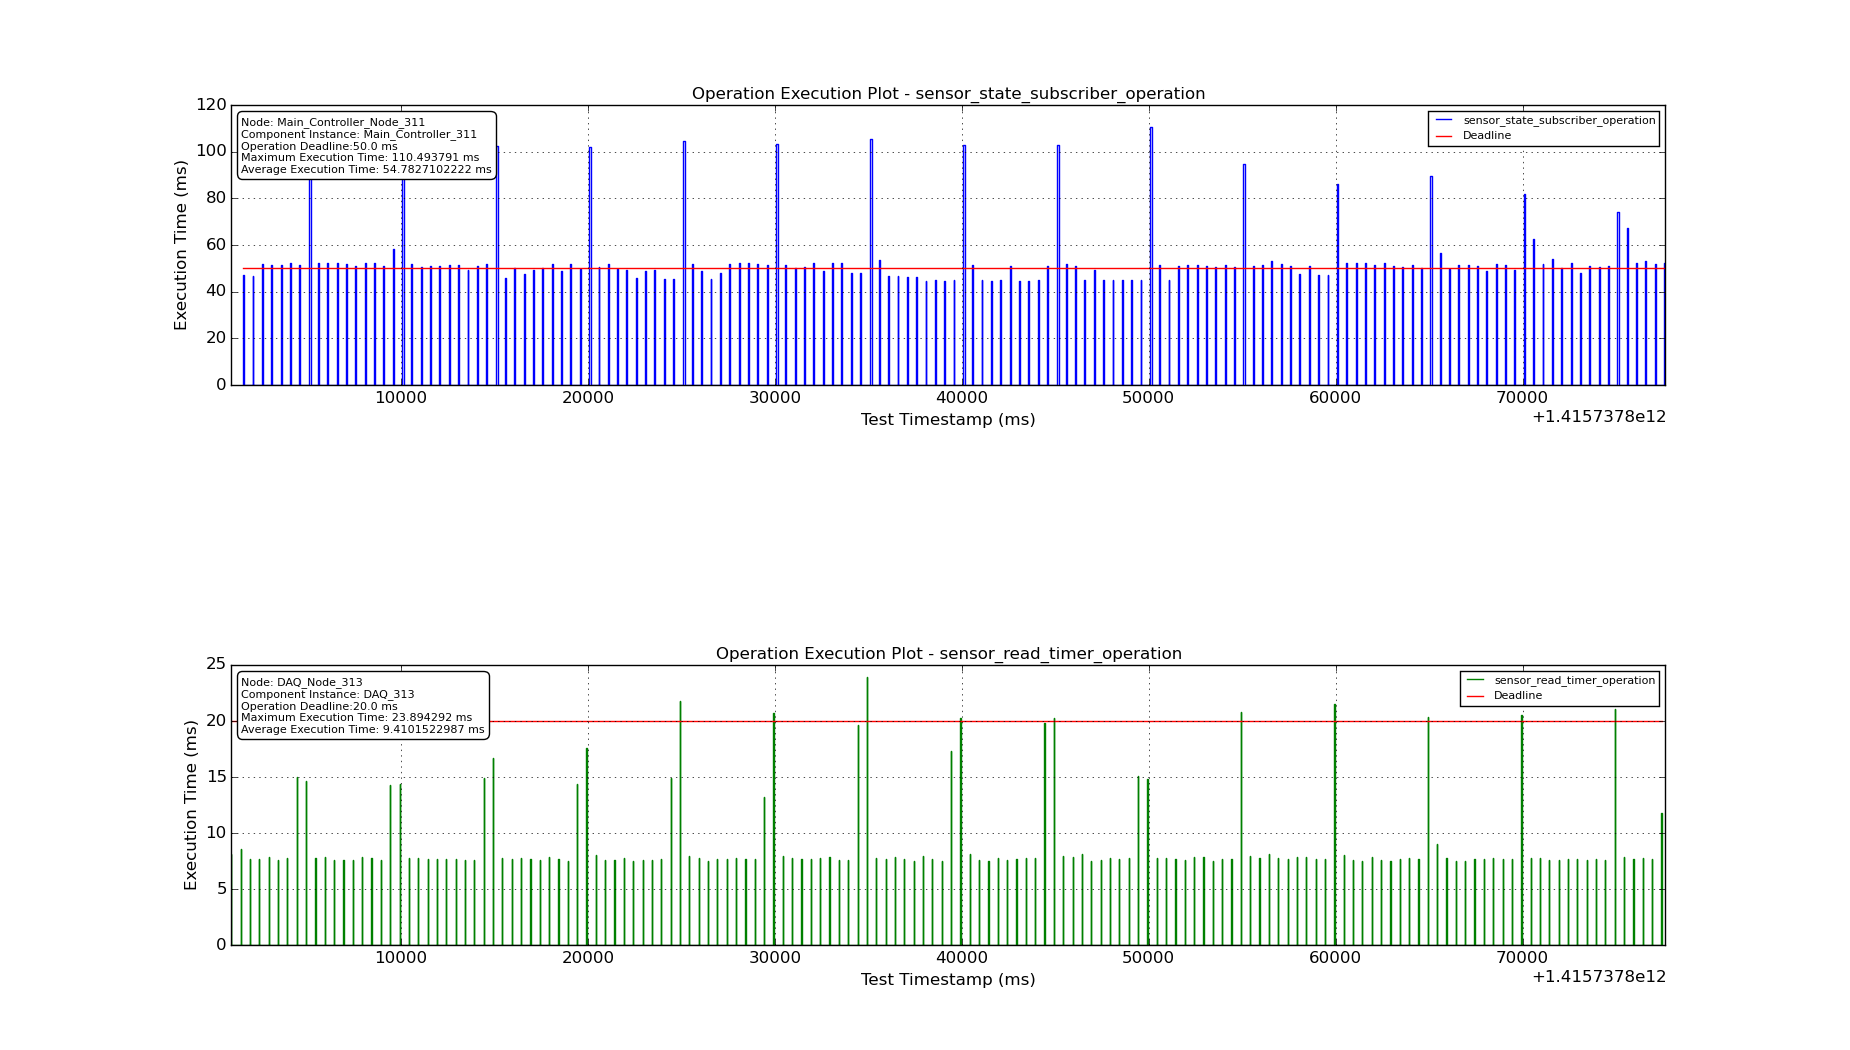 Operation Execution Plot - sensor_state_subscriber_operation
120
100
80
60
40
20
0
Execution Time (ms)
Node: Main_Controller_Node_311
Component Instance: Main_Controller_311
Operation Deadline:50.0 ms
Maximum Execution Time: 110.493791 ms
Average Execution Time: 54.7827102222 ms
sensor_state_subscriber_operation
Deadline
10000 20000 30000 40000 50000 60000 70000
Test Timestamp (ms)
+1.4157378e12
Operation Execution Plot - sensor_read_timer_operation
25
20
15
10
5
0
Execution Time (ms)
Node: DAQ_Node_313
Component Instance: DAQ_313
Operation Deadline:20.0 ms
Maximum Execution Time: 23.894292 ms
Average Execution Time: 9.4101522987 ms
sensor_read_timer_operation
Deadline
10000 20000 30000 40000 50000 60000 70000
Test Timestamp (ms)
+1.4157378e12